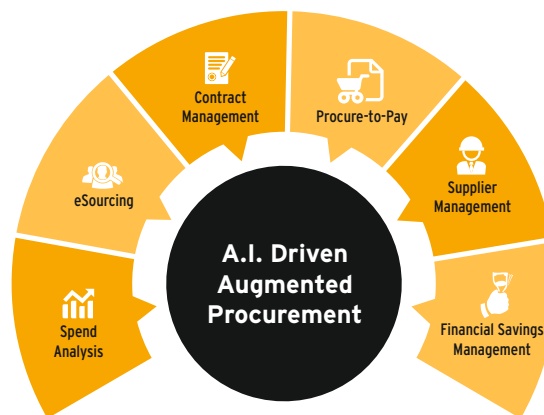 Contract
Management
Procure-to-Pay
eSourcing
Supplier
Management
A.I. Driven
Augmented
Procurement
Spend
Analysis
Financial Savings
Management